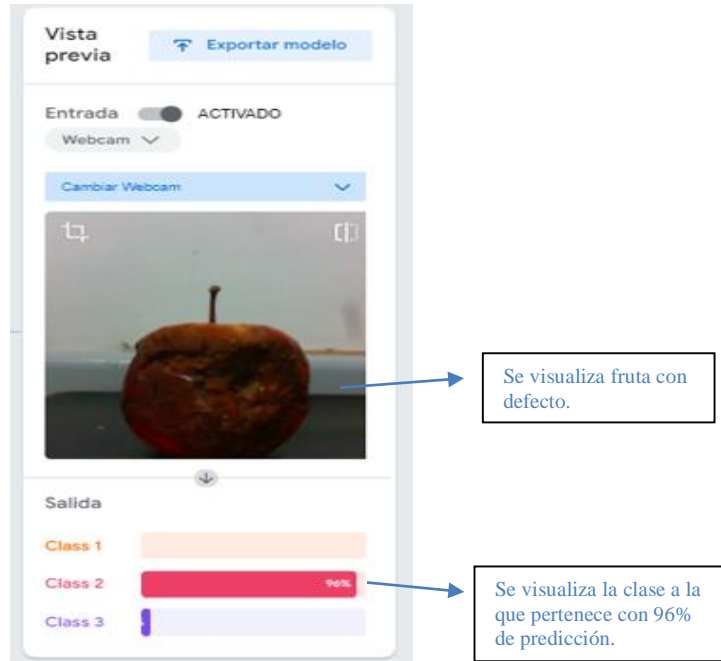 Vista
previa
Exportar modelo
Entrada
ACTIVADO
Webcam
Cambiar Webcam
Se visualiza fruta con
defecto.
Salida
Class 1
Class 2
96%
Class 3
Se visualiza la clase a la
que pertenece con 96%
de predicción.